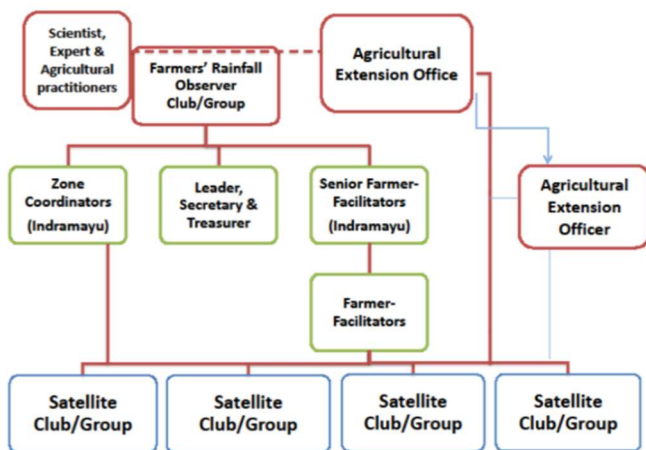 Scientist,
Expert &
Agricultural
practitioners
Farmers' Rainfall
Observer
Club/Group
Agricultural
Extension Office
Zone
Coordinators
(Indramayu)
Leader,
Secretary &
Treasurer
Senior Farmer-
Facilitators
(Indramayu)
Agricultural
Extension
Officer
Farmer-
Facilitators
Satellite
Club/Group
Satellite
Club/Group
Satellite
Club/Group
Satellite
Club/Group